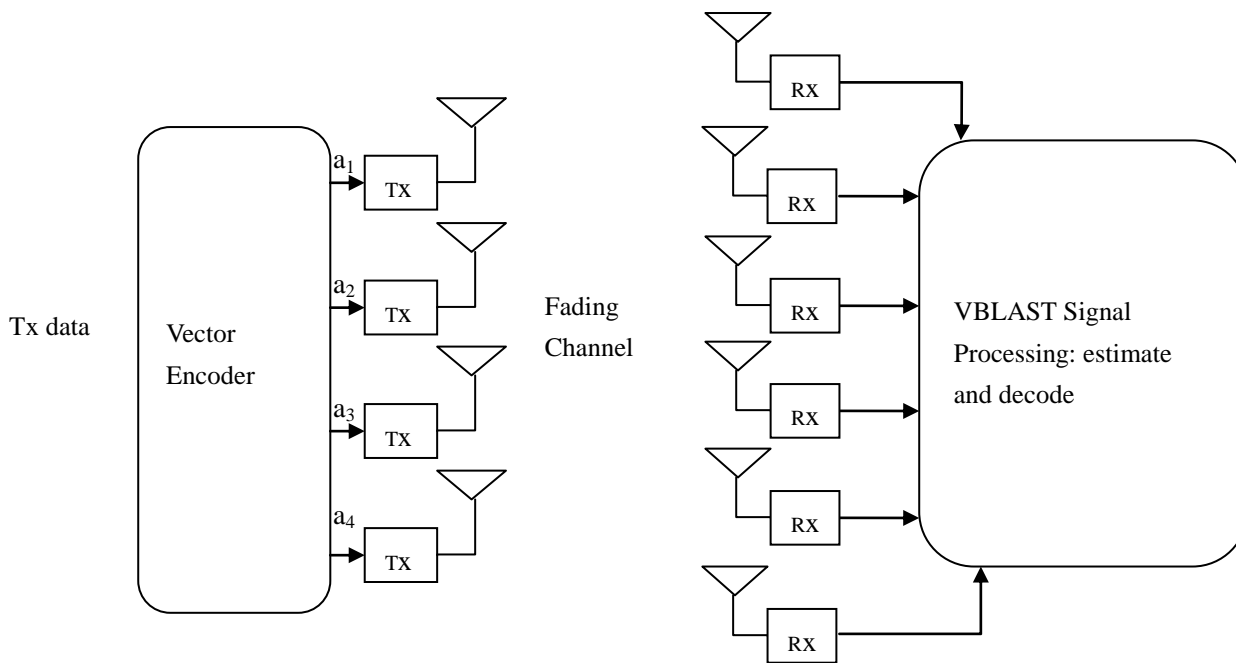 Tx data
Vector
Encoder
a1
Tx
a2
Tx
a3
Tx
a4
Tx
Fading
Channel
Rx
Rx
Rx
Rx
Rx
Rx
VBLAST Signal
Processing: estimate
and decode